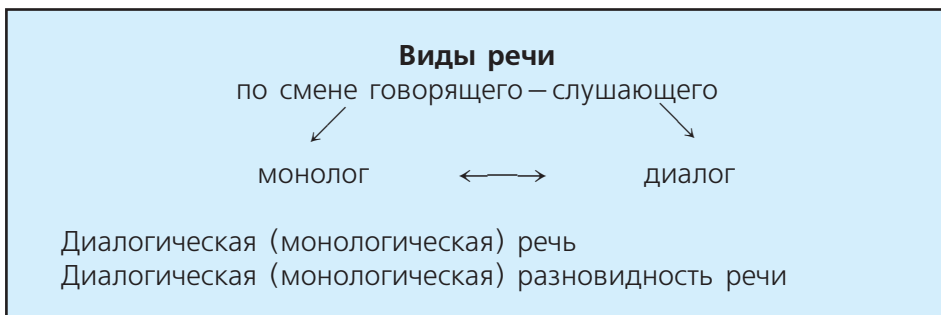 Виды речи
по смене говорящего – слушающего
монолог ⟷ диалог
Диалогическая (монологическая) речь
Диалогическая (монологическая) разновидность речи